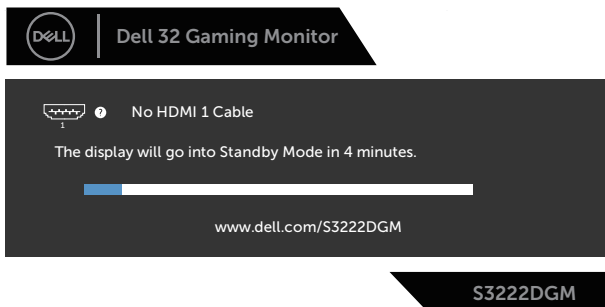 DELL
Dell 32 Gaming Monitor
? No HDMI 1 Cable
1
The display will go into Standby Mode in 4 minutes.
www.dell.com/S3222DGM
S3222DGM